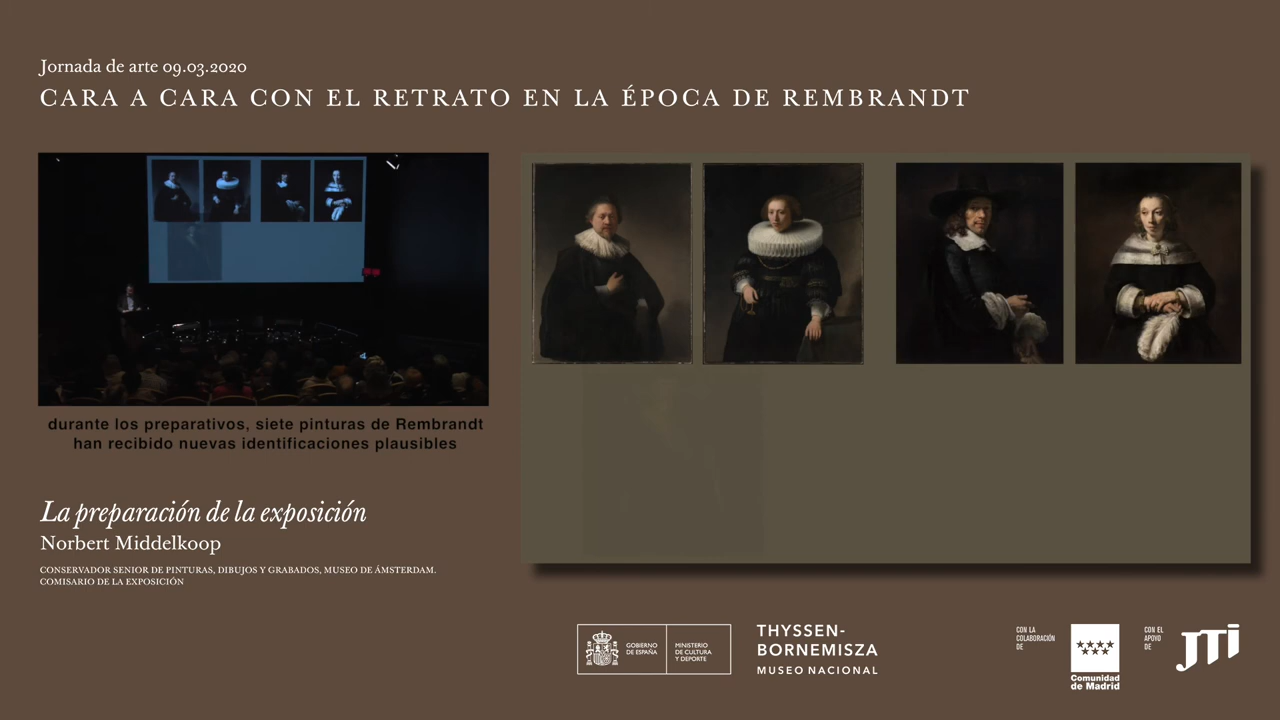 Jornada de arte 09.03.2020
CARA A CARA CON EL RETRATO EN LA ÉPOCA DE REMBRANDT
durante los preparativos, siete pinturas de Rembrandt
han recibido nuevas identificaciones plausibles
La preparación de la exposición
Norbert Middelkoop
CONSERVADOR SENIOR DE PINTURAS, DIBUJOS Y GRABADOS, MUSEO DE ÁMSTERDAM.
COMISARIO DE LA EXPOSICIÓN
GOBIERNO
DE ESPAÑA
MINISTERIO
DE CULTURA
Y DEPORTE
THYSSEN-
BORNEMISZA
MUSEO NACIONAL
CON LA
COLABORACIÓN
DE
Comunidad
de Madrid
CON EL
APOYO
DE
JTI